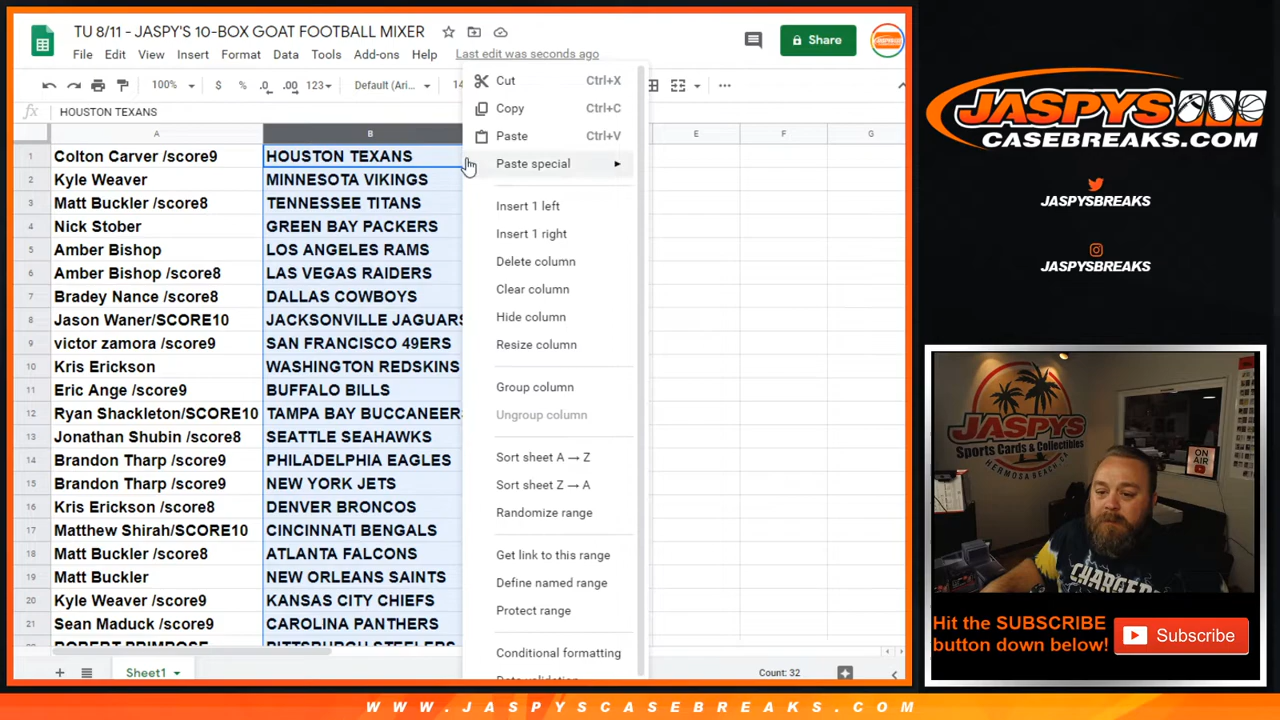 TU 8/11 - JASPY'S 10-BOX GOAT FOOTBALL MIXER
File Edit View Insert Format Data Tools Add-ons Help Last edit was seconds ago
Share
100% $ % .0 .00 123 Default (Ari... 14
fx HOUSTON TEXANS
A B E F G
1 Colton Carver /score9 HOUSTON TEXANS
2 Kyle Weaver MINNESOTA VIKINGS
3 Matt Buckler /score8 TENNESSEE TITANS
4 Nick Stober GREEN BAY PACKERS
5 Amber Bishop LOS ANGELES RAMS
6 Amber Bishop /score8 LAS VEGAS RAIDERS
7 Bradey Nance /score8 DALLAS COWBOYS
8 Jason Waner/SCORE10 JACKSONVILLE JAGUARS
9 victor zamora /score9 SAN FRANCISCO 49ERS
10 Kris Erickson WASHINGTON REDSKINS
11 Eric Ange /score9 BUFFALO BILLS
12 Ryan Shackleton/SCORE10 TAMPA BAY BUCCANEER
13 Jonathan Shubin /score8 SEATTLE SEAHAWKS
14 Brandon Tharp /score9 PHILADELPHIA EAGLES
15 Brandon Tharp /score9 NEW YORK JETS
16 Kris Erickson /score8 DENVER BRONCOS
17 Matthew Shirah/SCORE10 CINCINNATI BENGALS
18 Matt Buckler /score8 ATLANTA FALCONS
19 Matt Buckler NEW ORLEANS SAINTS
20 Kyle Weaver /score9 KANSAS CITY CHIEFS
21 Sean Maduck /score9 CAROLINA PANTHERS
ROBERT PRIMROSE PITTSBURGH STEELERS
Cut Ctrl+X
Copy Ctrl+C
Paste Ctrl+V
Paste special
Insert 1 left
Insert 1 right
Delete column
Clear column
Hide column
Resize column
Group column
Ungroup column
Sort sheet A → Z
Sort sheet Z → A
Randomize range
Get link to this range
Define named range
Protect range
Conditional formatting
Data validation
Sheet1
Count: 32
JASPYS
CASEBREAKS.COM
JASPYSBREAKS
JASPYSBREAKS
JASPYS
Sports Cards & Collectibles
HERMOSA BEACH, CA
ON AIR
CHARGERS
Hit the SUBSCRIBE
button down below!
Subscribe
WWW.JASPYSCASEBREAKS.COM